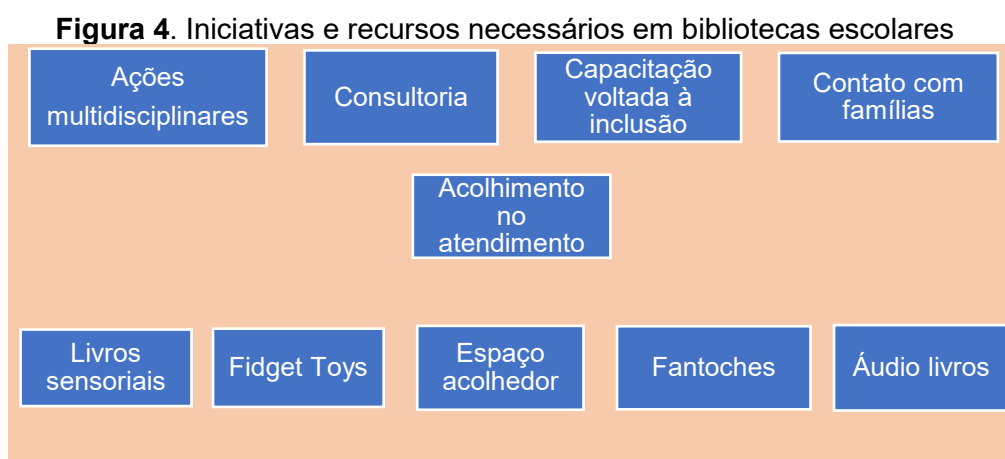 Figura 4. Iniciativas e recursos necessários em bibliotecas escolares
Ações
multidisciplinares
Consultoria
Capacitação
voltada à
inclusão
Contato com
famílias
Acolhimento
no
atendimento
Livros
sensoriais
Fidget Toys
Espaço
acolhedor
Fantoches
Áudio livros